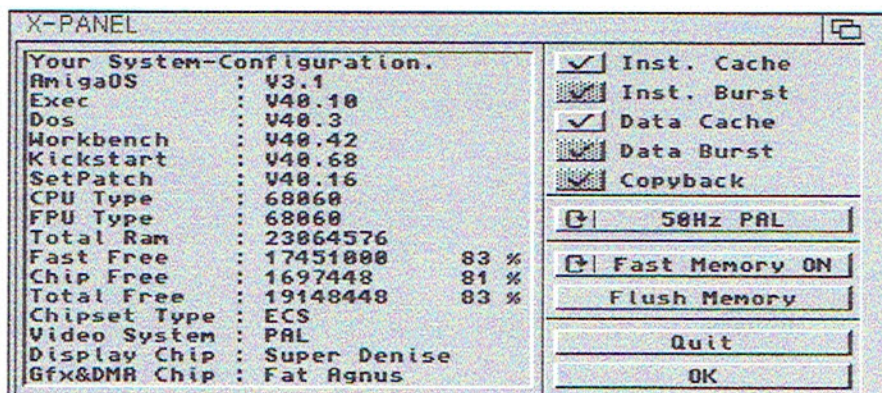 X-PANEL
Your System-Configuration.
AmigaOS : V3.1
Exec : V40.10
Dos : V40.3
Workbench : V40.42
Kickstart : V40.68
SetPatch : V40.16
CPU Type : 68060
FPU Type : 68060
Total Ram : 23064576
Fast Free : 17451000 83 %
Chip Free : 1697448 81 %
Total Free : 19148448 83 %
Chipset Type : ECS
Video System : PAL
Display Chip : Super Denise
Gfx&DMA Chip : Fat Agnus
Inst. Cache
Inst. Burst
Data Cache
Data Burst
Copyback
50Hz PAL
Fast Memory ON
Flush Memory
Quit
OK